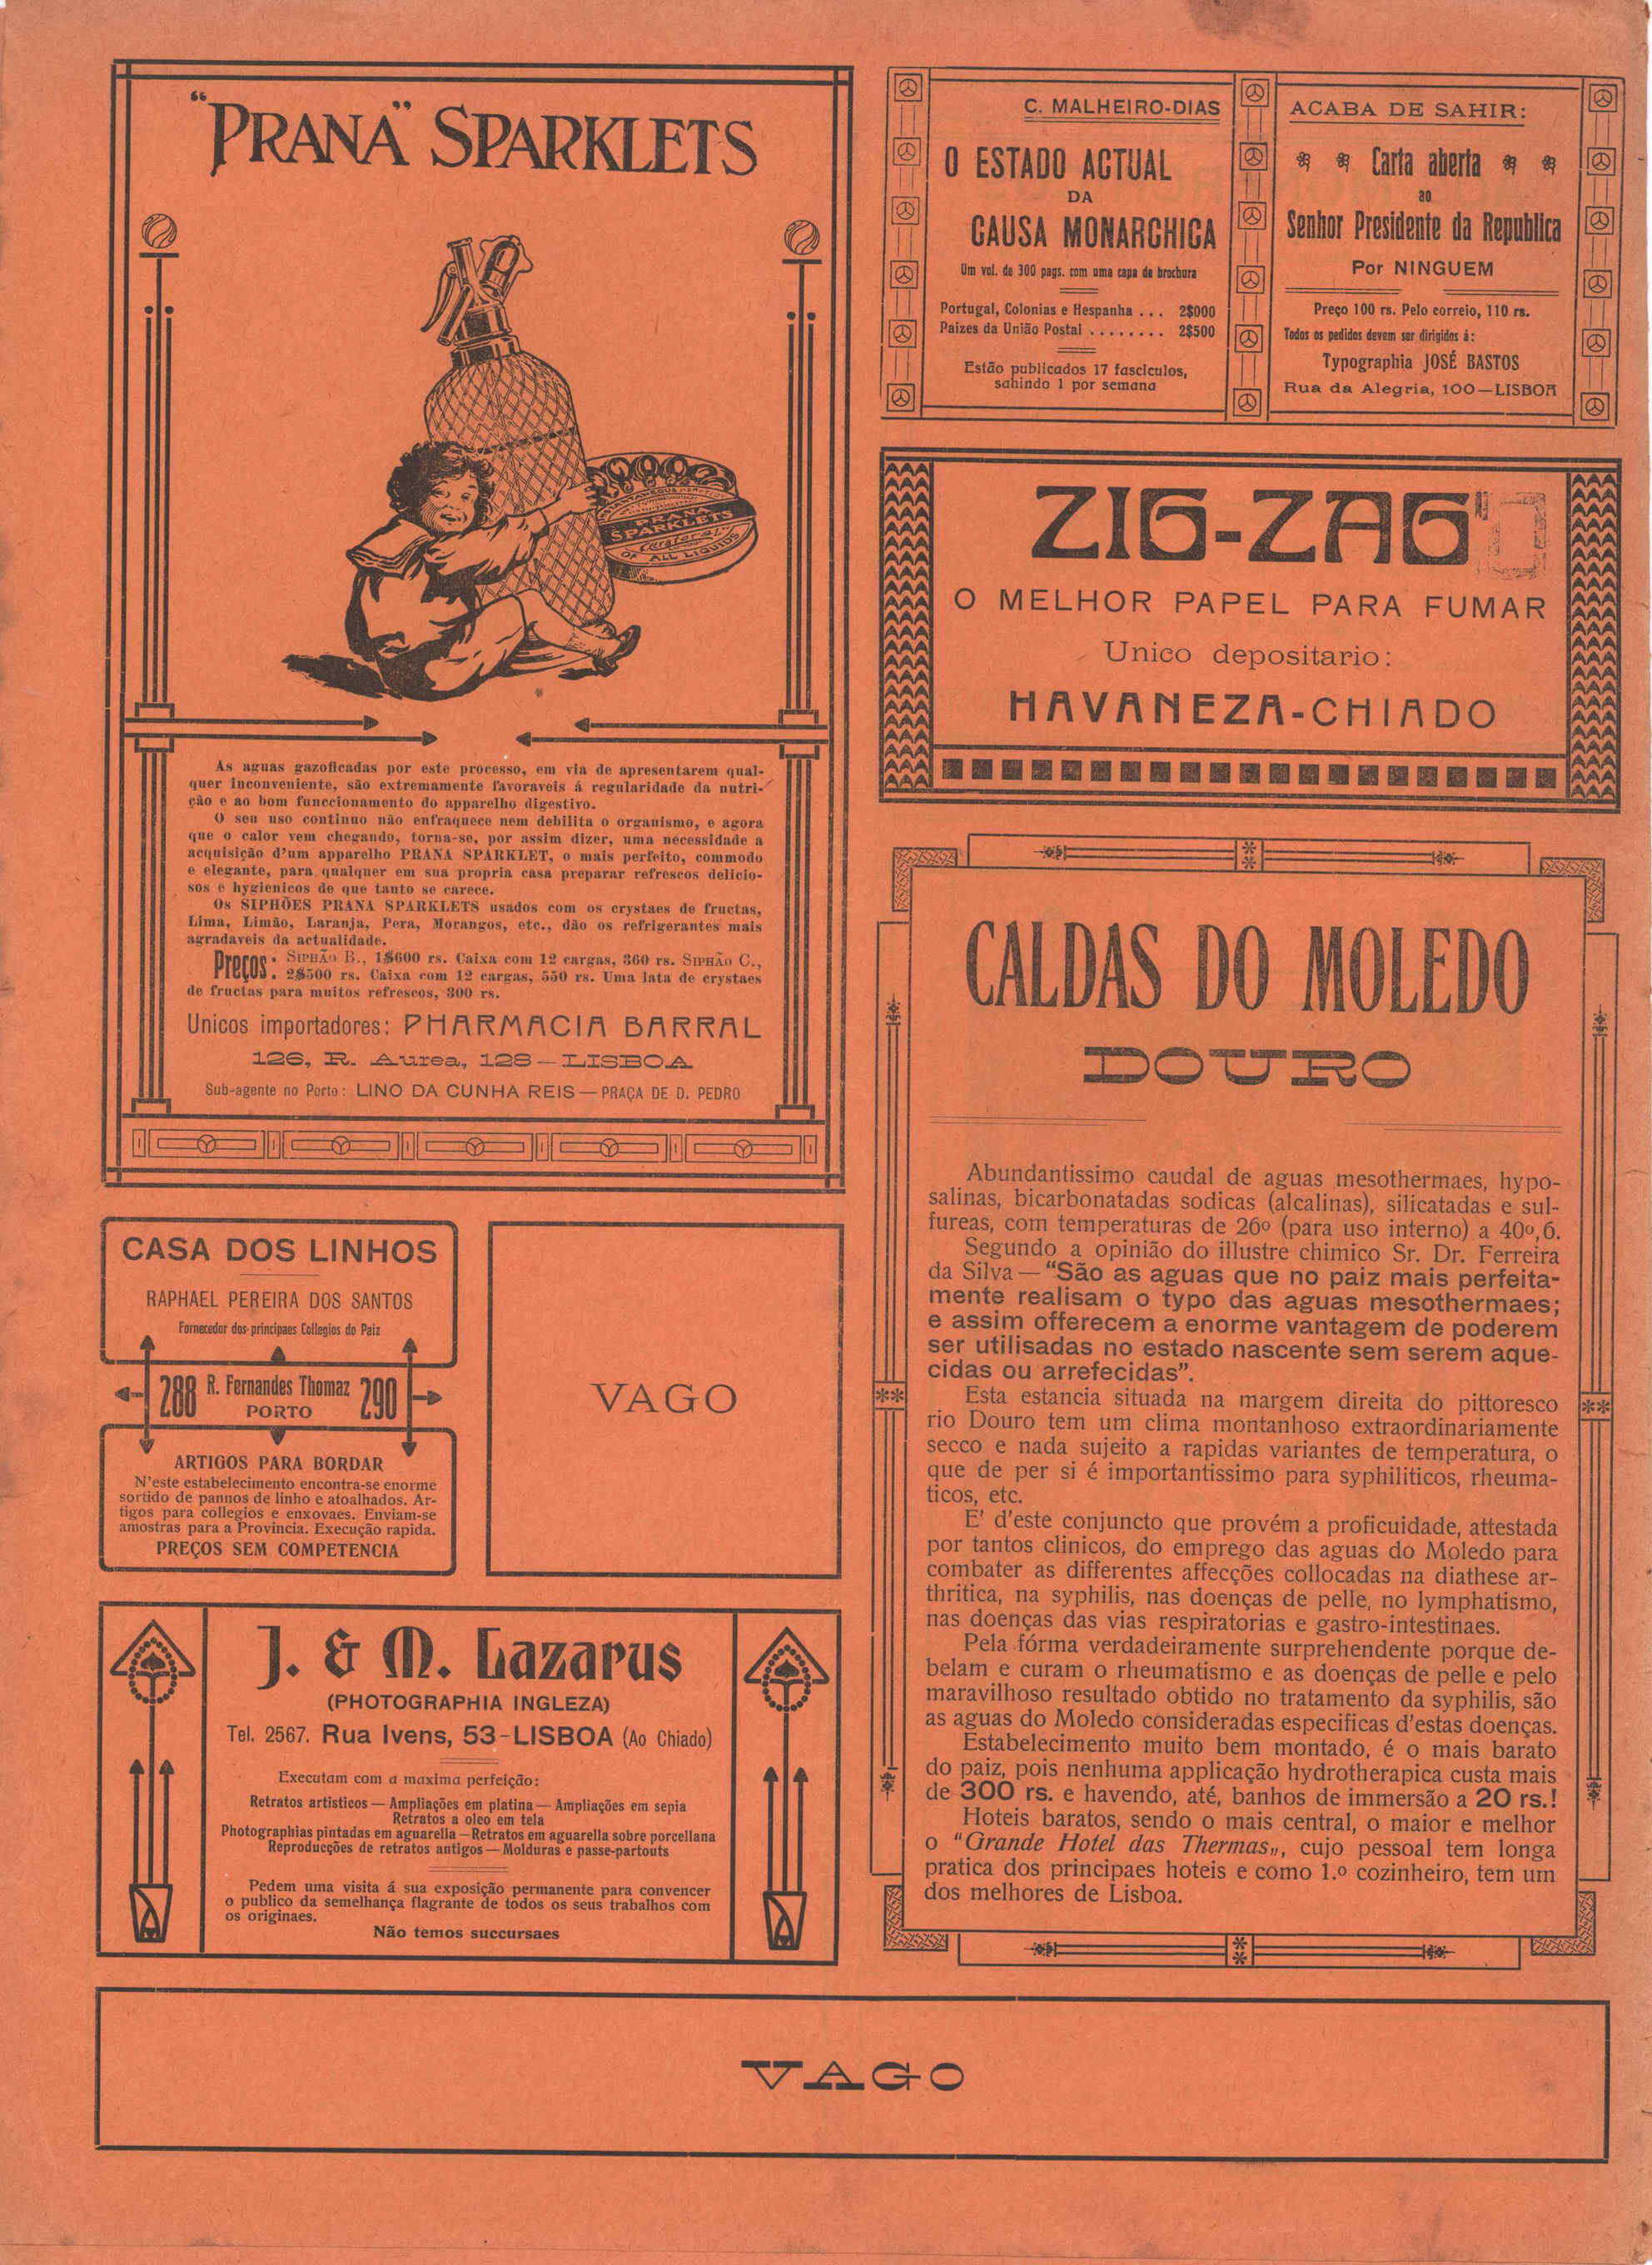 "PRANA" SPARKLETS
PRANA
SPARKLETS
OF ALL LIQUIDS
As aguas gazoficadas por este processo, em via de apresentarem qual-
quer inconveniente, são extremamente favoraveis á regularidade da nutri-
ção e ao bom funccionamento do apparelho digestivo.
O seu uso continuo não enfraquece nem debilita o organismo, e agora
que o calor vem chegando, torna-se, por assim dizer, uma necessidade a
acquisição d'um apparelho PRANA SPARKLET, o mais perfeito, commodo
e elegante, para qualquer em sua propria casa preparar refrescos delicio-
sos e hygienicos de que tanto se carece.
Os SIPHÕES PRANA SPARKLETS usados com os crystaes de fructas,
Lima, Limão, Laranja, Pera, Morangos, etc., dão os refrigerantes mais
agradaveis da actualidade.
Preços: SIPHÃO B., 1$600 rs. Caixa com 12 cargas, 360 rs. SIPHÃO C.,
2$500 rs. Caixa com 12 cargas, 550 rs. Uma lata de crystaes
de fructas para muitos refrescos, 300 rs.
Unicos importadores: PHARMACIA BARRAL
126, R. Aurea, 128—LISBOA
Sub-agente no Porto: LINO DA CUNHA REIS—PRAÇA DE D. PEDRO
CASA DOS LINHOS
RAPHAEL PEREIRA DOS SANTOS
Fornecedor dos principaes Collegios do Paiz
288 R. Fernandes Thomaz 290
PORTO
ARTIGOS PARA BORDAR
N'este estabelecimento encontra-se enorme
sortido de pannos de linho e atoalhados. Ar-
tigos para collegios e enxovaes. Enviam-se
amostras para a Provincia. Execução rapida.
PREÇOS SEM COMPETENCIA
VAGO
J. & M. Lazarus
(PHOTOGRAPHIA INGLEZA)
Tel. 2567. Rua Ivens, 53-LISBOA (Ao Chiado)
Executam com a maxima perfeição:
Retratos artisticos—Ampliações em platina—Ampliações em sepia
Retratos a oleo em tela
Photographias pintadas em aguarella—Retratos em aguarella sobre porcellana
Reproducções de retratos antigos—Molduras e passe-partouts
Pedem uma visita á sua exposição permanente para convencer
o publico da semelhança flagrante de todos os seus trabalhos com
os originaes.
Não temos succursaes
C. MALHEIRO-DIAS
O ESTADO ACTUAL
DA
CAUSA MONARCHICA
Um vol. de 300 pags. com uma capa de brochura
Portugal, Colonias e Hespanha ... 2$000
Paizes da União Postal ........ 2$500
Estão publicados 17 fasciculos,
sahindo 1 por semana
ACABA DE SAHIR:
Carta aberta
ao
Senhor Presidente da Republica
Por NINGUEM
Preço 100 rs. Pelo correio, 110 rs.
Todos os pedidos devem ser dirigidos á:
Typographia JOSÉ BASTOS
Rua da Alegria, 100—LISBOA
ZIG-ZAG
O MELHOR PAPEL PARA FUMAR
Unico depositario:
HAVANEZA-CHIADO
CALDAS DO MOLEDO
DOURO
Abundantissimo caudal de aguas mesothermaes, hypo-
salinas, bicarbonatadas sodicas (alcalinas), silicatadas e sul-
fureas, com temperaturas de 26º (para uso interno) a 40º,6.
Segundo a opinião do illustre chimico Sr. Dr. Ferreira
da Silva—"São as aguas que no paiz mais perfeita-
mente realisam o typo das aguas mesothermaes;
e assim offerecem a enorme vantagem de poderem
ser utilisadas no estado nascente sem serem aque-
cidas ou arrefecidas".
Esta estancia situada na margem direita do pittoresco
rio Douro tem um clima montanhoso extraordinariamente
secco e nada sujeito a rapidas variantes de temperatura, o
que de per si é importantissimo para syphiliticos, rheuma-
ticos, etc.
E' d'este conjuncto que provém a proficuidade, attestada
por tantos clinicos, do emprego das aguas do Moledo para
combater as differentes affecções collocadas na diathese ar-
thritica, na syphilis, nas doenças de pelle, no lymphatismo,
nas doenças das vias respiratorias e gastro-intestinaes.
Pela fórma verdadeiramente surprehendente porque de-
belam e curam o rheumatismo e as doenças de pelle e pelo
maravilhoso resultado obtido no tratamento da syphilis, são
as aguas do Moledo consideradas especificas d'estas doenças.
Estabelecimento muito bem montado, é o mais barato
do paiz, pois nenhuma applicação hydrotherapica custa mais
de 300 rs. e havendo, até, banhos de immersão a 20 rs.!
Hoteis baratos, sendo o mais central, o maior e melhor
o "Grande Hotel das Thermas„, cujo pessoal tem longa
pratica dos principaes hoteis e como 1.º cozinheiro, tem um
dos melhores de Lisboa.
VAGO